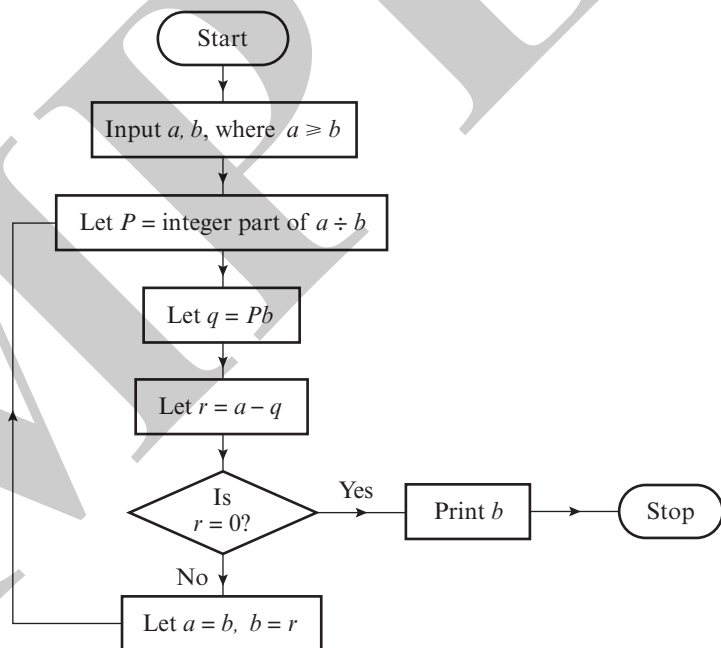 Start
Input a, b, where a ⩾ b
Let P = integer part of a ÷ b
Let q = Pb
Let r = a − q
Is
r = 0?
Yes
Print b
Stop
No
Let a = b, b = r